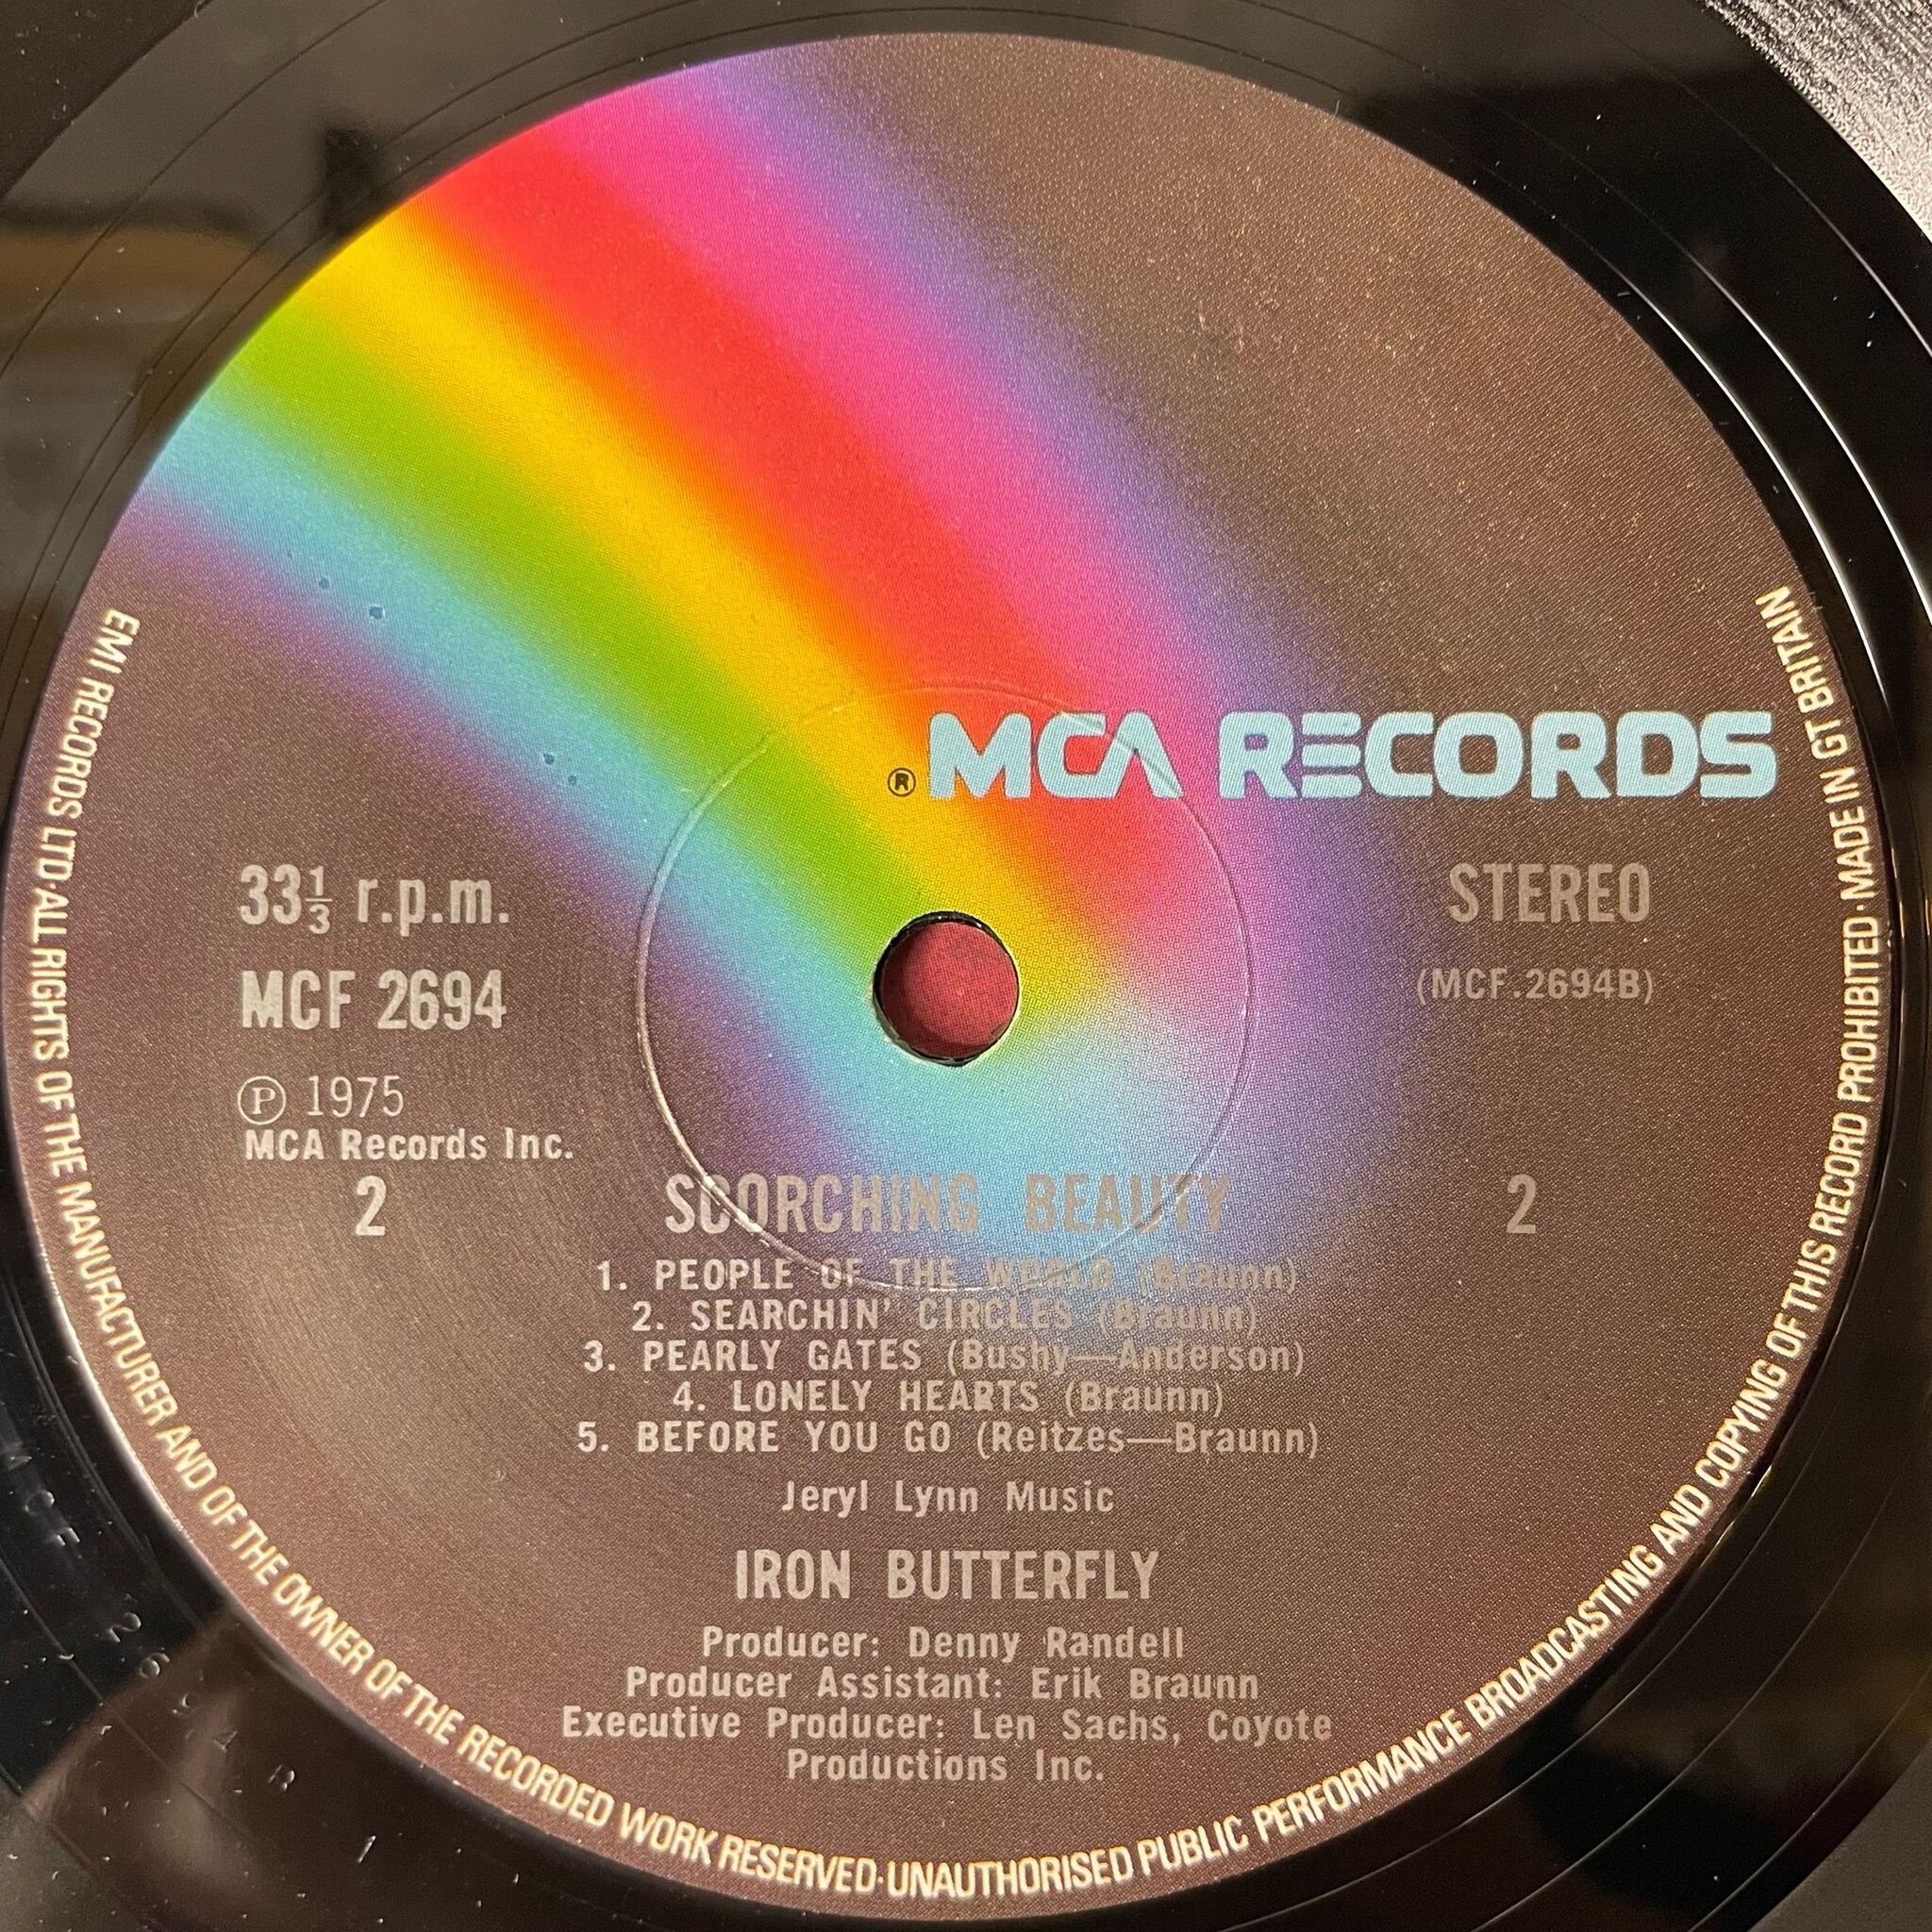 ® MCA RECORDS
33⅓ r.p.m.
STEREO
MCF 2694
(MCF.2694B)
Ⓟ 1975
MCA Records Inc.
2
SCORCHING BEAUTY
2
1. PEOPLE OF THE WORLD (Braunn)
2. SEARCHIN' CIRCLES (Braunn)
3. PEARLY GATES (Bushy—Anderson)
4. LONELY HEARTS (Braunn)
5. BEFORE YOU GO (Reitzes—Braunn)
Jeryl Lynn Music
IRON BUTTERFLY
Producer: Denny Randell
Producer Assistant: Erik Braunn
Executive Producer: Len Sachs, Coyote
Productions Inc.
EMI RECORDS LTD·ALL RIGHTS OF THE MANUFACTURER AND OF THE OWNER OF THE RECORDED WORK RESERVED·UNAUTHORISED PUBLIC PERFORMANCE BROADCASTING AND COPYING OF THIS RECORD PROHIBITED·MADE IN GT BRITAIN